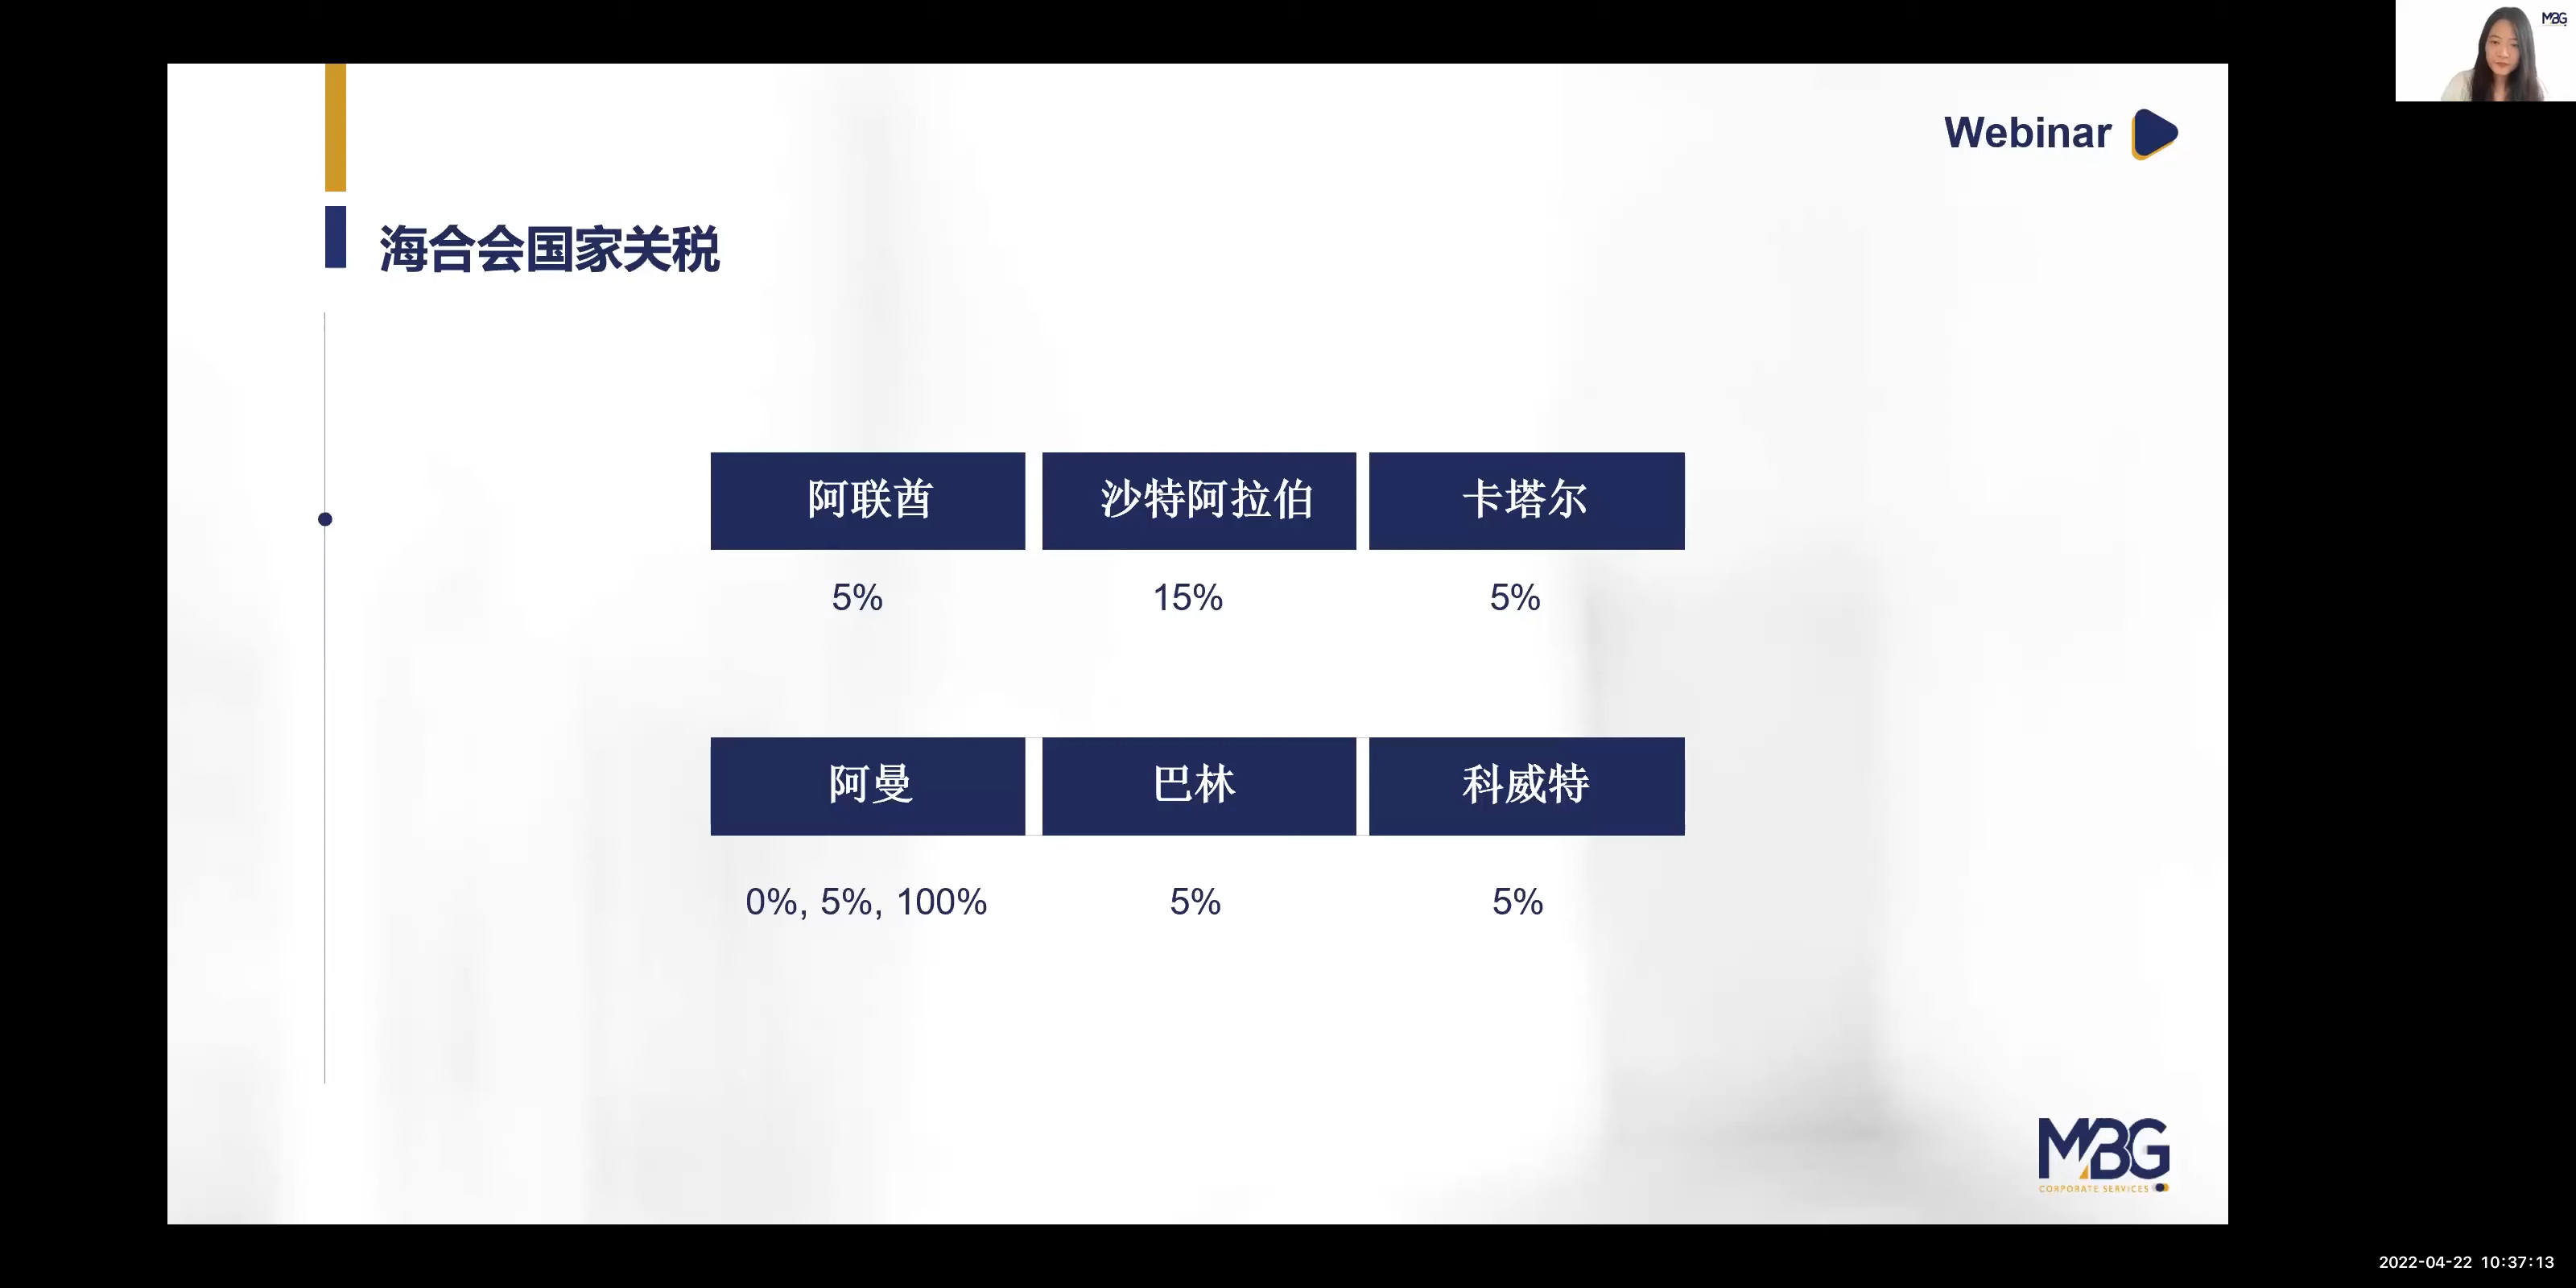 MBG
Webinar
海合会国家关税
阿联酋 沙特阿拉伯 卡塔尔
5% 15% 5%
阿曼 巴林 科威特
0%, 5%, 100% 5% 5%
MBG
CORPORATE SERVICES
2022-04-22 10:37:13